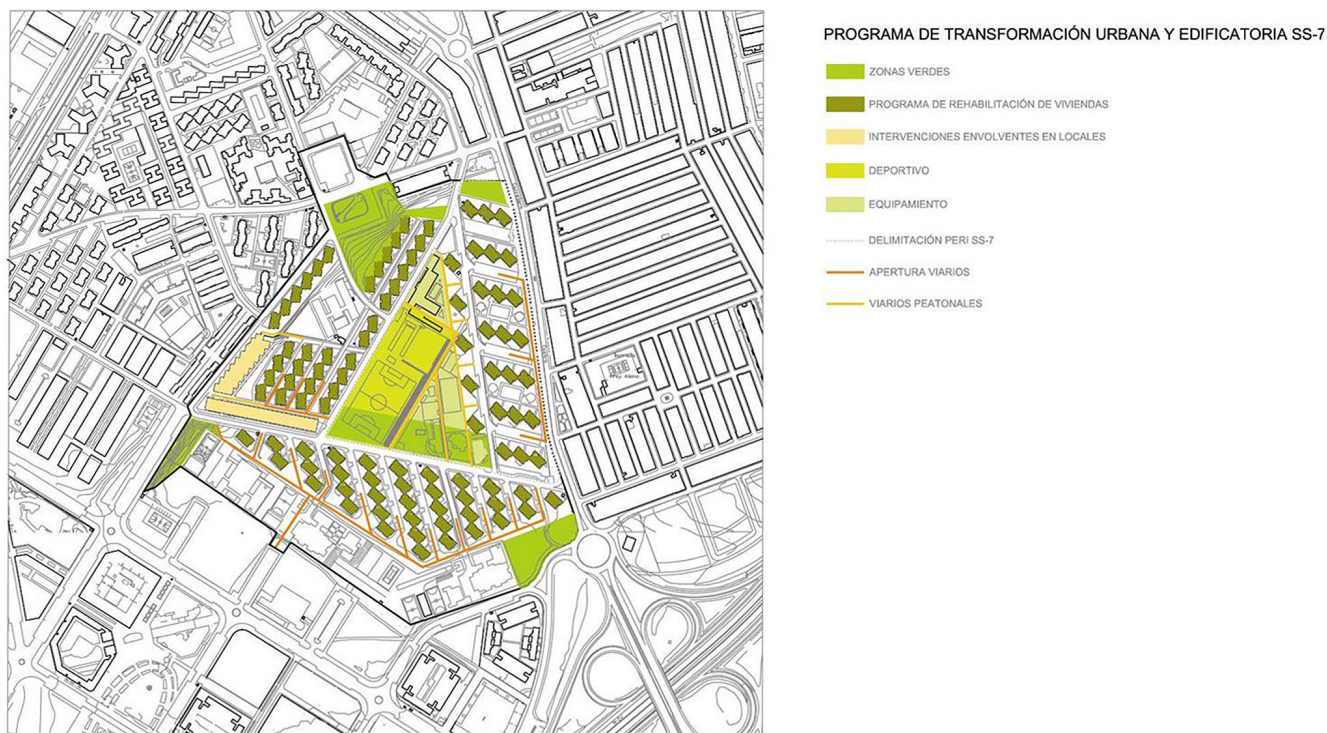 PROGRAMA DE TRANSFORMACIÓN URBANA Y EDIFICATORIA SS-7
ZONAS VERDES
PROGRAMA DE REHABILITACIÓN DE VIVIENDAS
INTERVENCIONES ENVOLVENTES EN LOCALES
DEPORTIVO
EQUIPAMIENTO
DELIMITACIÓN PERI SS-7
APERTURA VIARIOS
VIARIOS PEATONALES